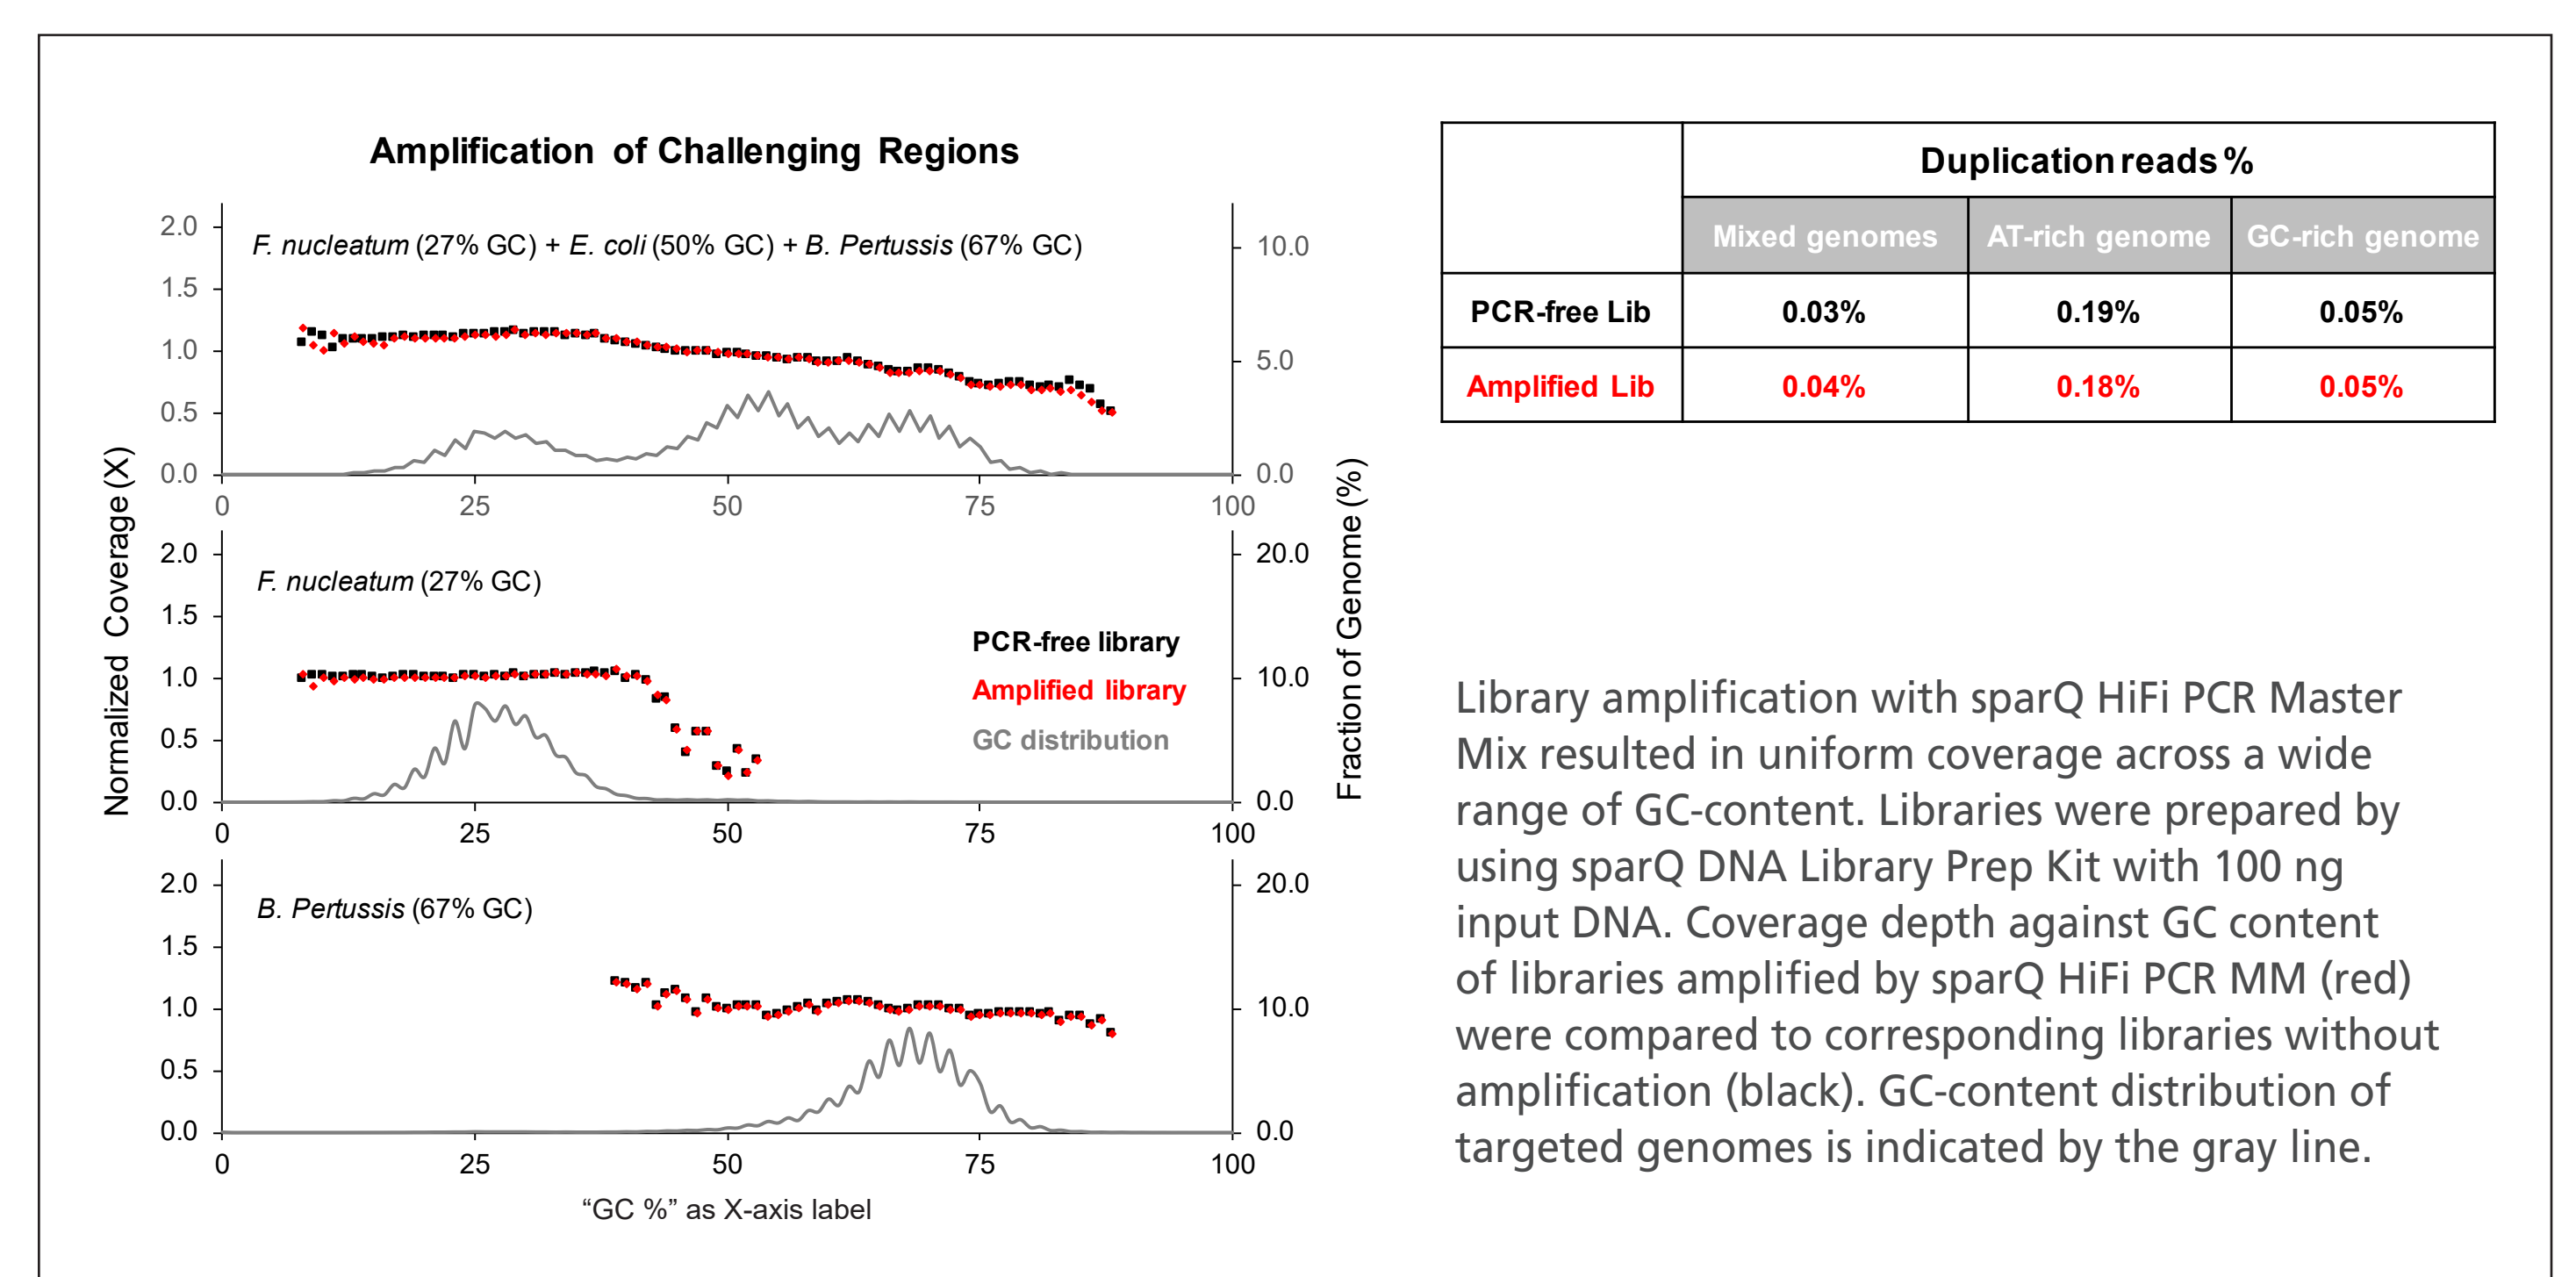 Amplification of Challenging Regions
2.0
1.5
1.0
0.5
0.0
F. nucleatum (27% GC) + E. coli (50% GC) + B. Pertussis (67% GC)
10.0
5.0
0.0
0 25 50 75 100
Normalized Coverage (X)
Fraction of Genome (%)
2.0
1.5
1.0
0.5
0.0
F. nucleatum (27% GC)
PCR-free library
Amplified library
GC distribution
20.0
10.0
0.0
0 25 50 75 100
2.0
1.5
1.0
0.5
0.0
B. Pertussis (67% GC)
20.0
10.0
0.0
0 25 50 75 100
“GC %” as X-axis label
Duplication reads %
Mixed genomes AT-rich genome GC-rich genome
PCR-free Lib 0.03% 0.19% 0.05%
Amplified Lib 0.04% 0.18% 0.05%
Library amplification with sparQ HiFi PCR Master
Mix resulted in uniform coverage across a wide
range of GC-content. Libraries were prepared by
using sparQ DNA Library Prep Kit with 100 ng
input DNA. Coverage depth against GC content
of libraries amplified by sparQ HiFi PCR MM (red)
were compared to corresponding libraries without
amplification (black). GC-content distribution of
targeted genomes is indicated by the gray line.